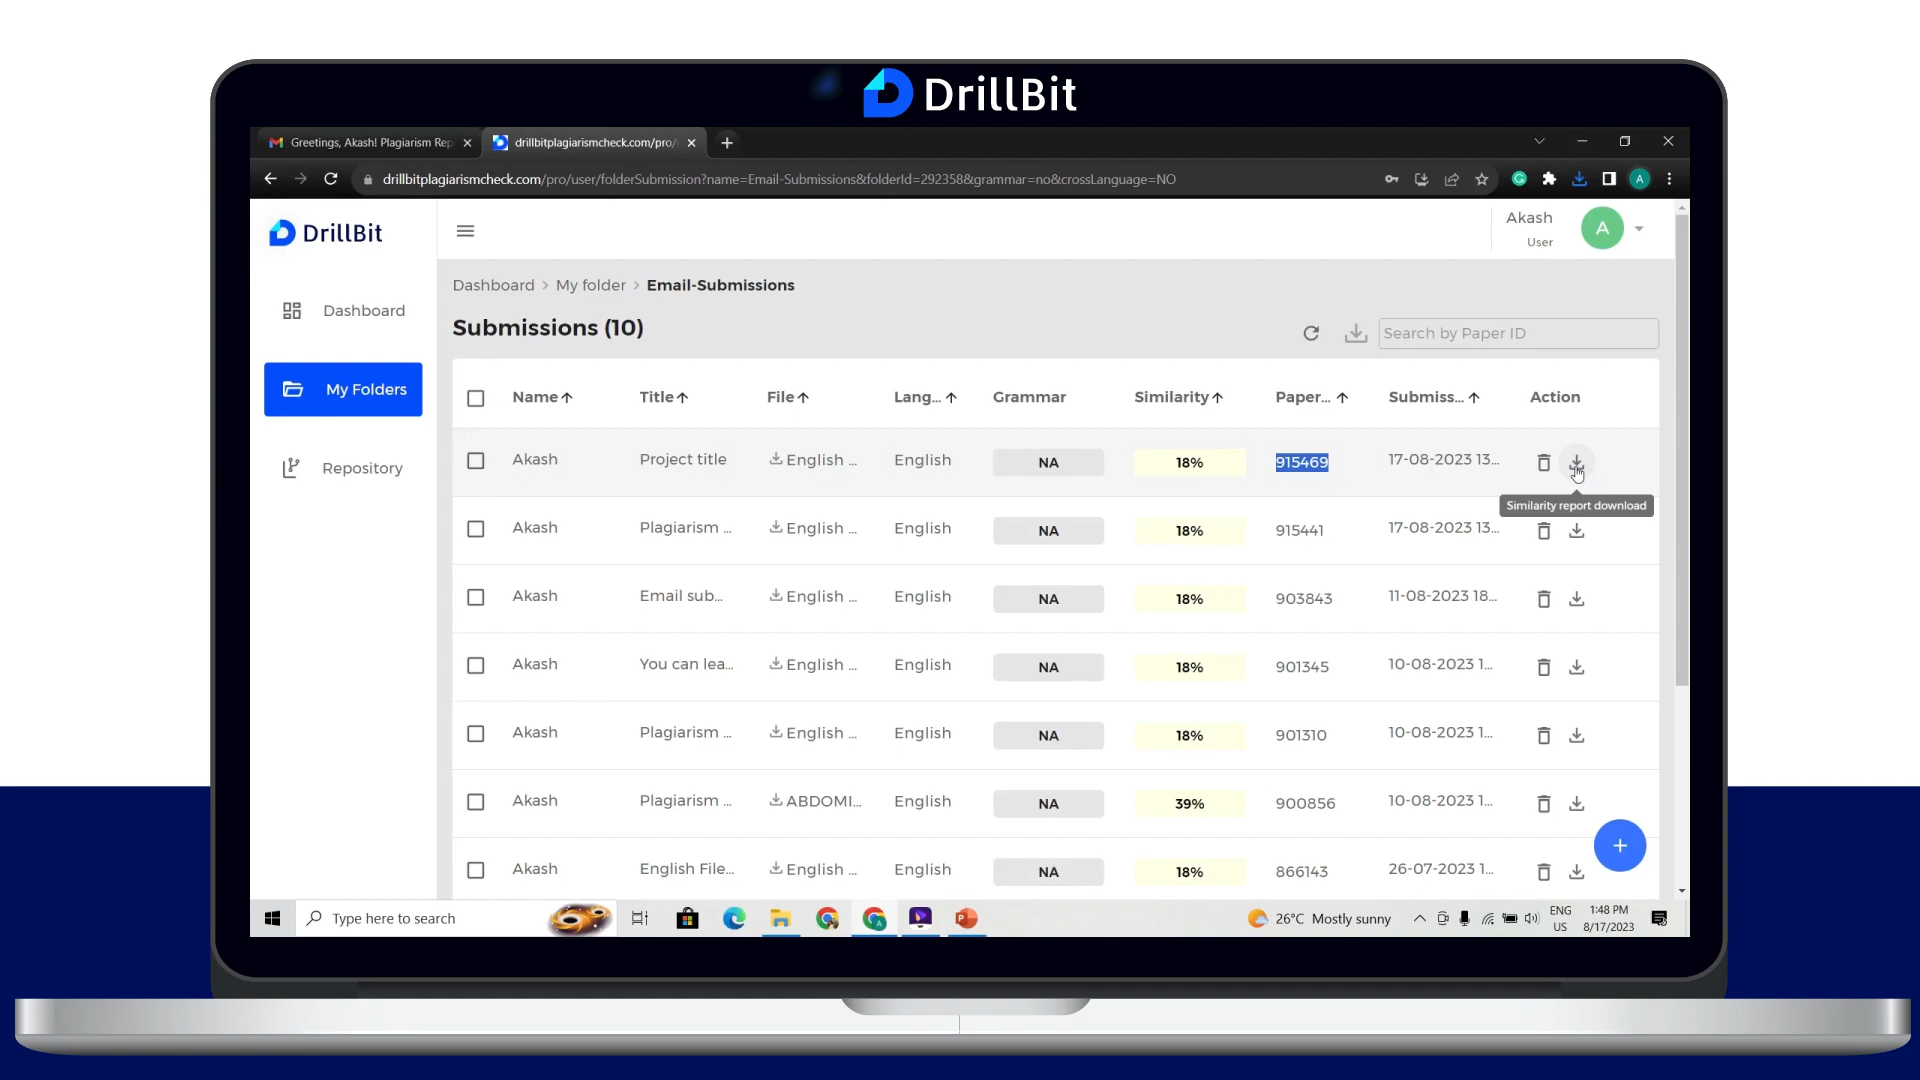 DrillBit
Greetings, Akash! Plagiarism Rep
drillbitplagiarismcheck.com/pro/
drillbitplagiarismcheck.com/pro/user/folderSubmission?name=Email-Submissions&folderId=292358&grammar=no&crossLanguage=NO
A
DrillBit
Akash
User
A
Dashboard
My Folders
Repository
Dashboard > My folder > Email-Submissions
Submissions (10)
Search by Paper ID
Name Title File Lang... Grammar Similarity Paper... Submiss... Action
Akash Project title English ... English NA 18% 915469 17-08-2023 13...
Similarity report download
Akash Plagiarism ... English ... English NA 18% 915441 17-08-2023 13...
Akash Email sub... English ... English NA 18% 903843 11-08-2023 18...
Akash You can lea... English ... English NA 18% 901345 10-08-2023 1...
Akash Plagiarism ... English ... English NA 18% 901310 10-08-2023 1...
Akash Plagiarism ... ABDOMI... English NA 39% 900856 10-08-2023 1...
Akash English File... English ... English NA 18% 866143 26-07-2023 1...
Type here to search
26°C Mostly sunny
ENG
US
1:48 PM
8/17/2023